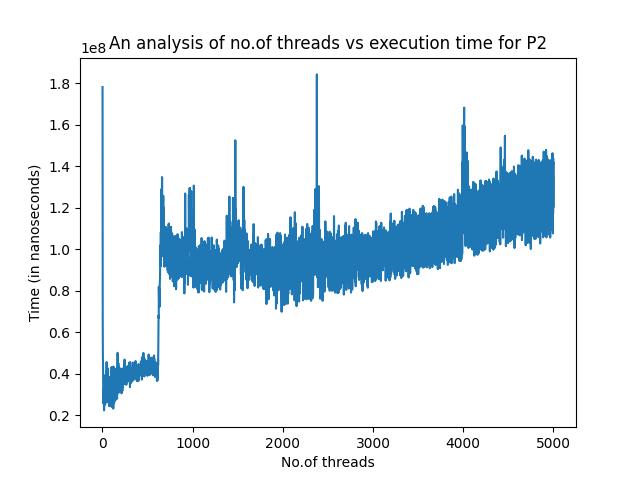 An analysis of no.of threads vs execution time for P2
1e8
1.8
1.6
1.4
1.2
1.0
0.8
0.6
0.4
0.2
Time (in nanoseconds)
0 1000 2000 3000 4000 5000
No.of threads